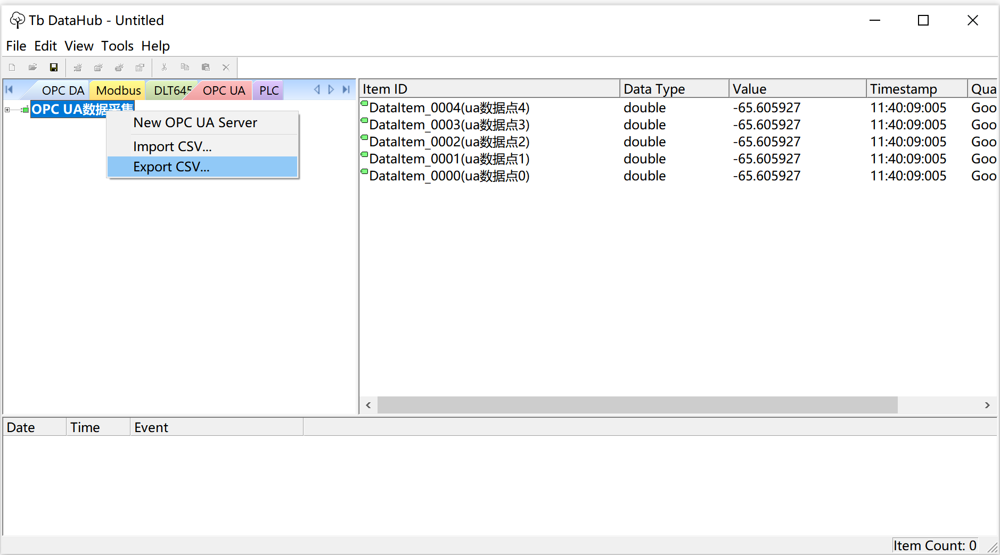 Tb DataHub - Untitled
File Edit View Tools Help
OPC DA Modbus DLT645 OPC UA PLC
OPC UA数据采集
New OPC UA Server
Import CSV...
Export CSV...
Item ID Data Type Value Timestamp Qua
DataItem_0004(ua数据点4) double -65.605927 11:40:09:005 Goo
DataItem_0003(ua数据点3) double -65.605927 11:40:09:005 Goo
DataItem_0002(ua数据点2) double -65.605927 11:40:09:005 Goo
DataItem_0001(ua数据点1) double -65.605927 11:40:09:005 Goo
DataItem_0000(ua数据点0) double -65.605927 11:40:09:005 Goo
Date Time Event
Item Count: 0